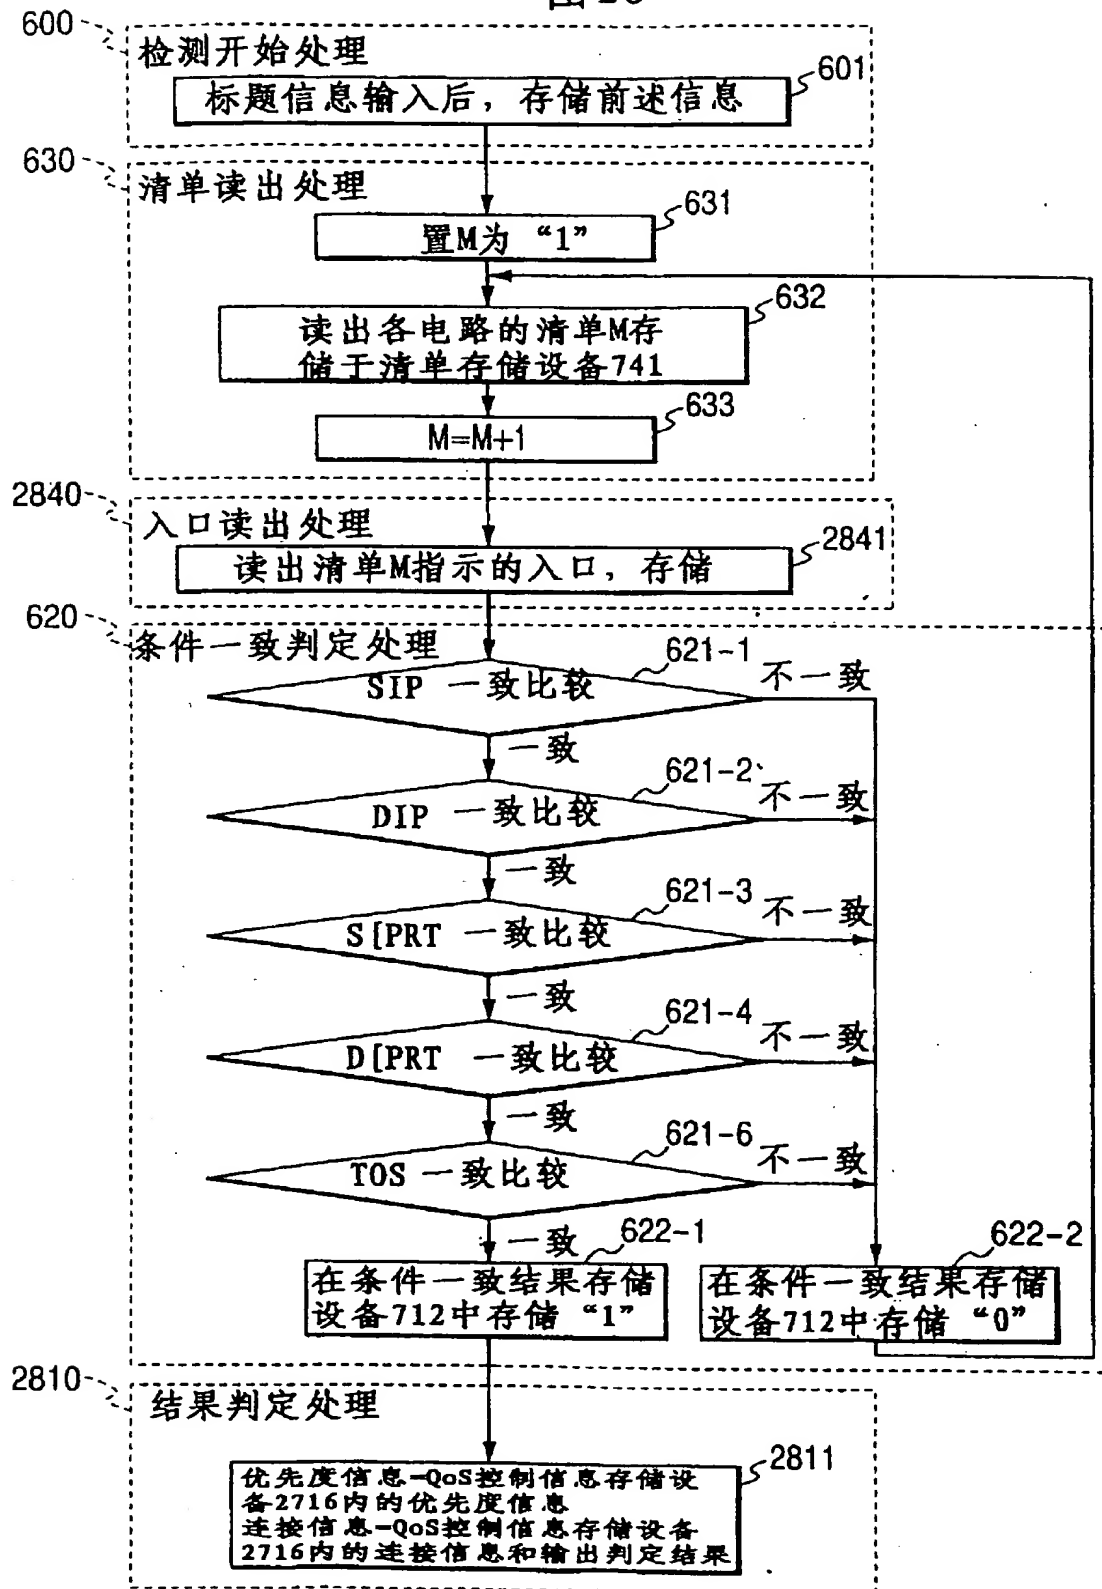 600
检测开始处理
601
标题信息输入后，存储前述信息
630
清单读出处理
631
置M为 “1”
632
读出各电路的清单M存
储于清单存储设备741
633
M=M+1
2840
入口读出处理
2841
读出清单M指示的入口，存储
620
条件一致判定处理
621-1
不一致
SIP 一致比较
一致
621-2
不一致
DIP 一致比较
一致
621-3
不一致
S[PRT 一致比较
一致
621-4
不一致
D[PRT 一致比较
一致
621-6
不一致
TOS 一致比较
一致
622-1
622-2
在条件一致结果存储
设备712中存储 “1”
在条件一致结果存储
设备712中存储 “0”
2810
结果判定处理
2811
优先度信息-QoS控制信息存储设
备2716内的优先度信息
连接信息-QoS控制信息存储设备
2716内的连接信息和输出判定结果